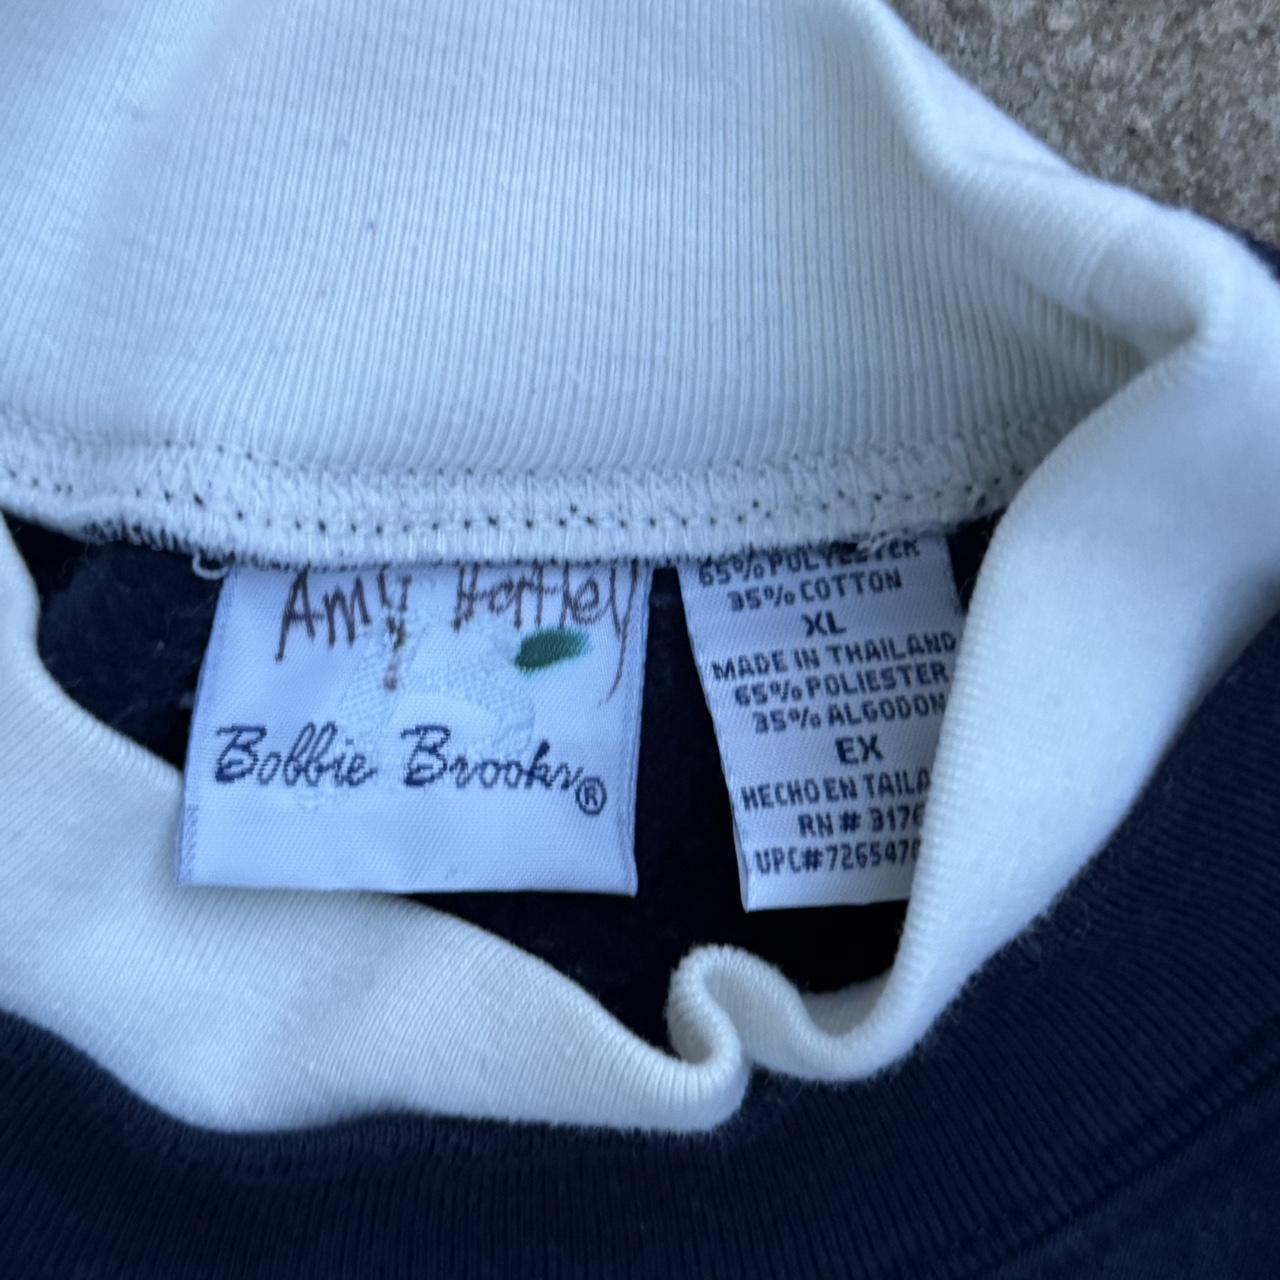 Amy Hartley
Bobbie Brooks®
65% POLYESTER
35% COTTON
XL
MADE IN THAILAND
65% POLIESTER
35% ALGODON
EX
HECHO EN TAILA
RN # 3176
UPC#726547